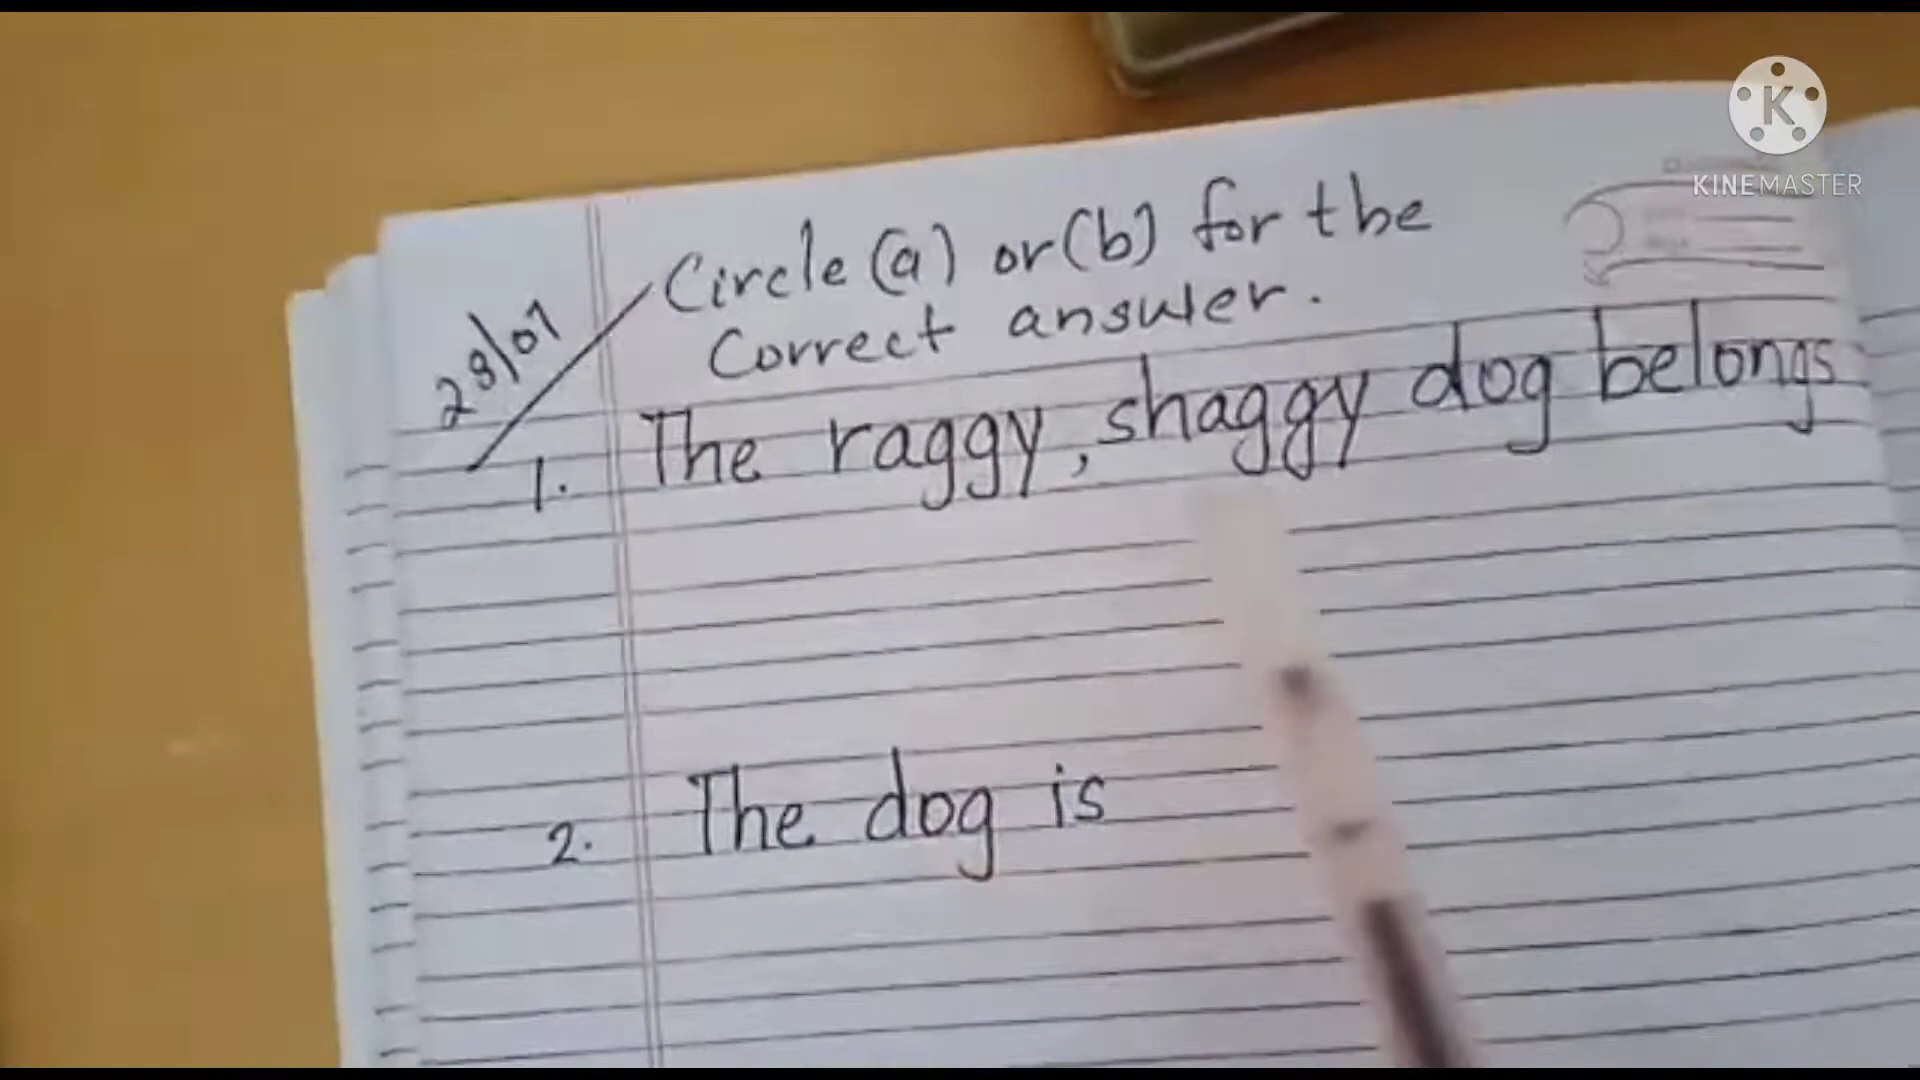 KINEMASTER
Circle (a) or (b) for the
Correct answer.
28/07
1. The raggy, shaggy dog belongs
2. The dog is